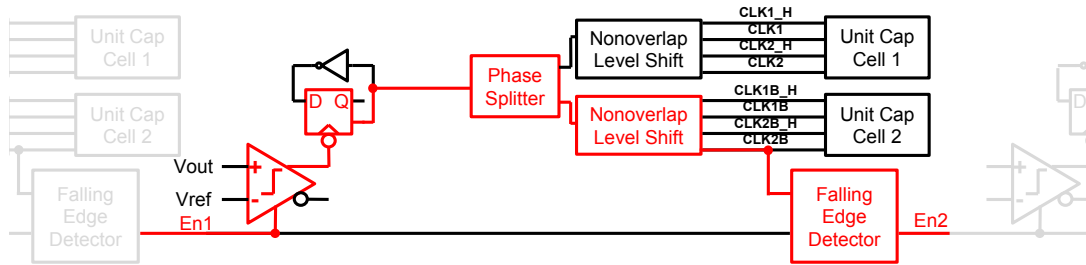 Unit Cap
Cell 1
Unit Cap
Cell 2
Falling
Edge
Detector
En1
Vout
Vref
+
-
D Q
Phase
Splitter
Nonoverlap
Level Shift
CLK1_H
CLK1
CLK2_H
CLK2
Unit Cap
Cell 1
Nonoverlap
Level Shift
CLK1B_H
CLK1B
CLK2B_H
CLK2B
Unit Cap
Cell 2
Falling
Edge
Detector
En2
+
-
D